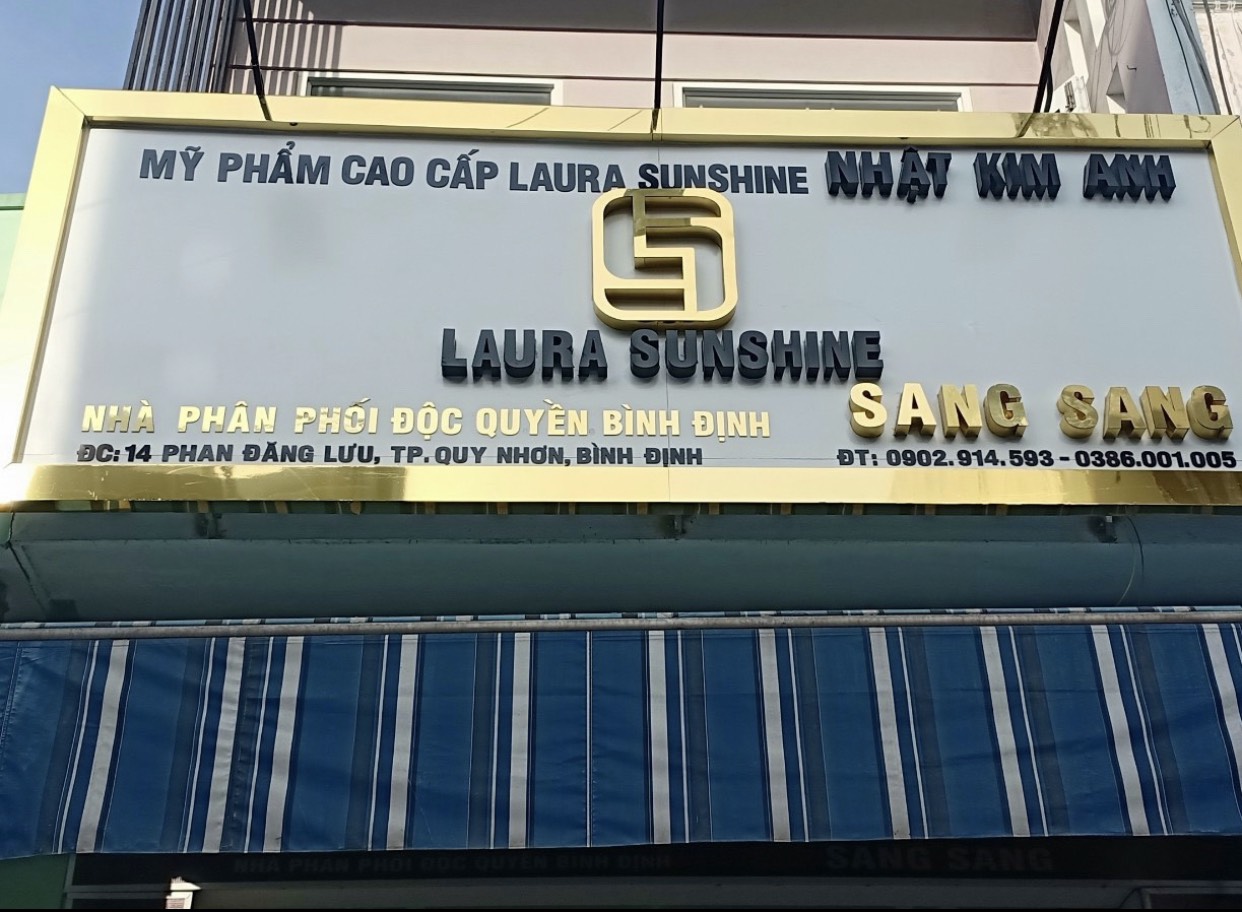 MỸ PHẨM CAO CẤP LAURA SUNSHINE NHẬT KIM ANH
LAURA SUNSHINE
NHÀ PHÂN PHỐI ĐỘC QUYỀN BÌNH ĐỊNH
SANG SANG
ĐC: 14 PHAN ĐĂNG LƯU, TP. QUY NHƠN, BÌNH ĐỊNH
ĐT: 0902.914.593 - 0386.001.005
NHÀ PHÂN PHỐI ĐỘC QUYỀN BÌNH ĐỊNH
SANG SANG